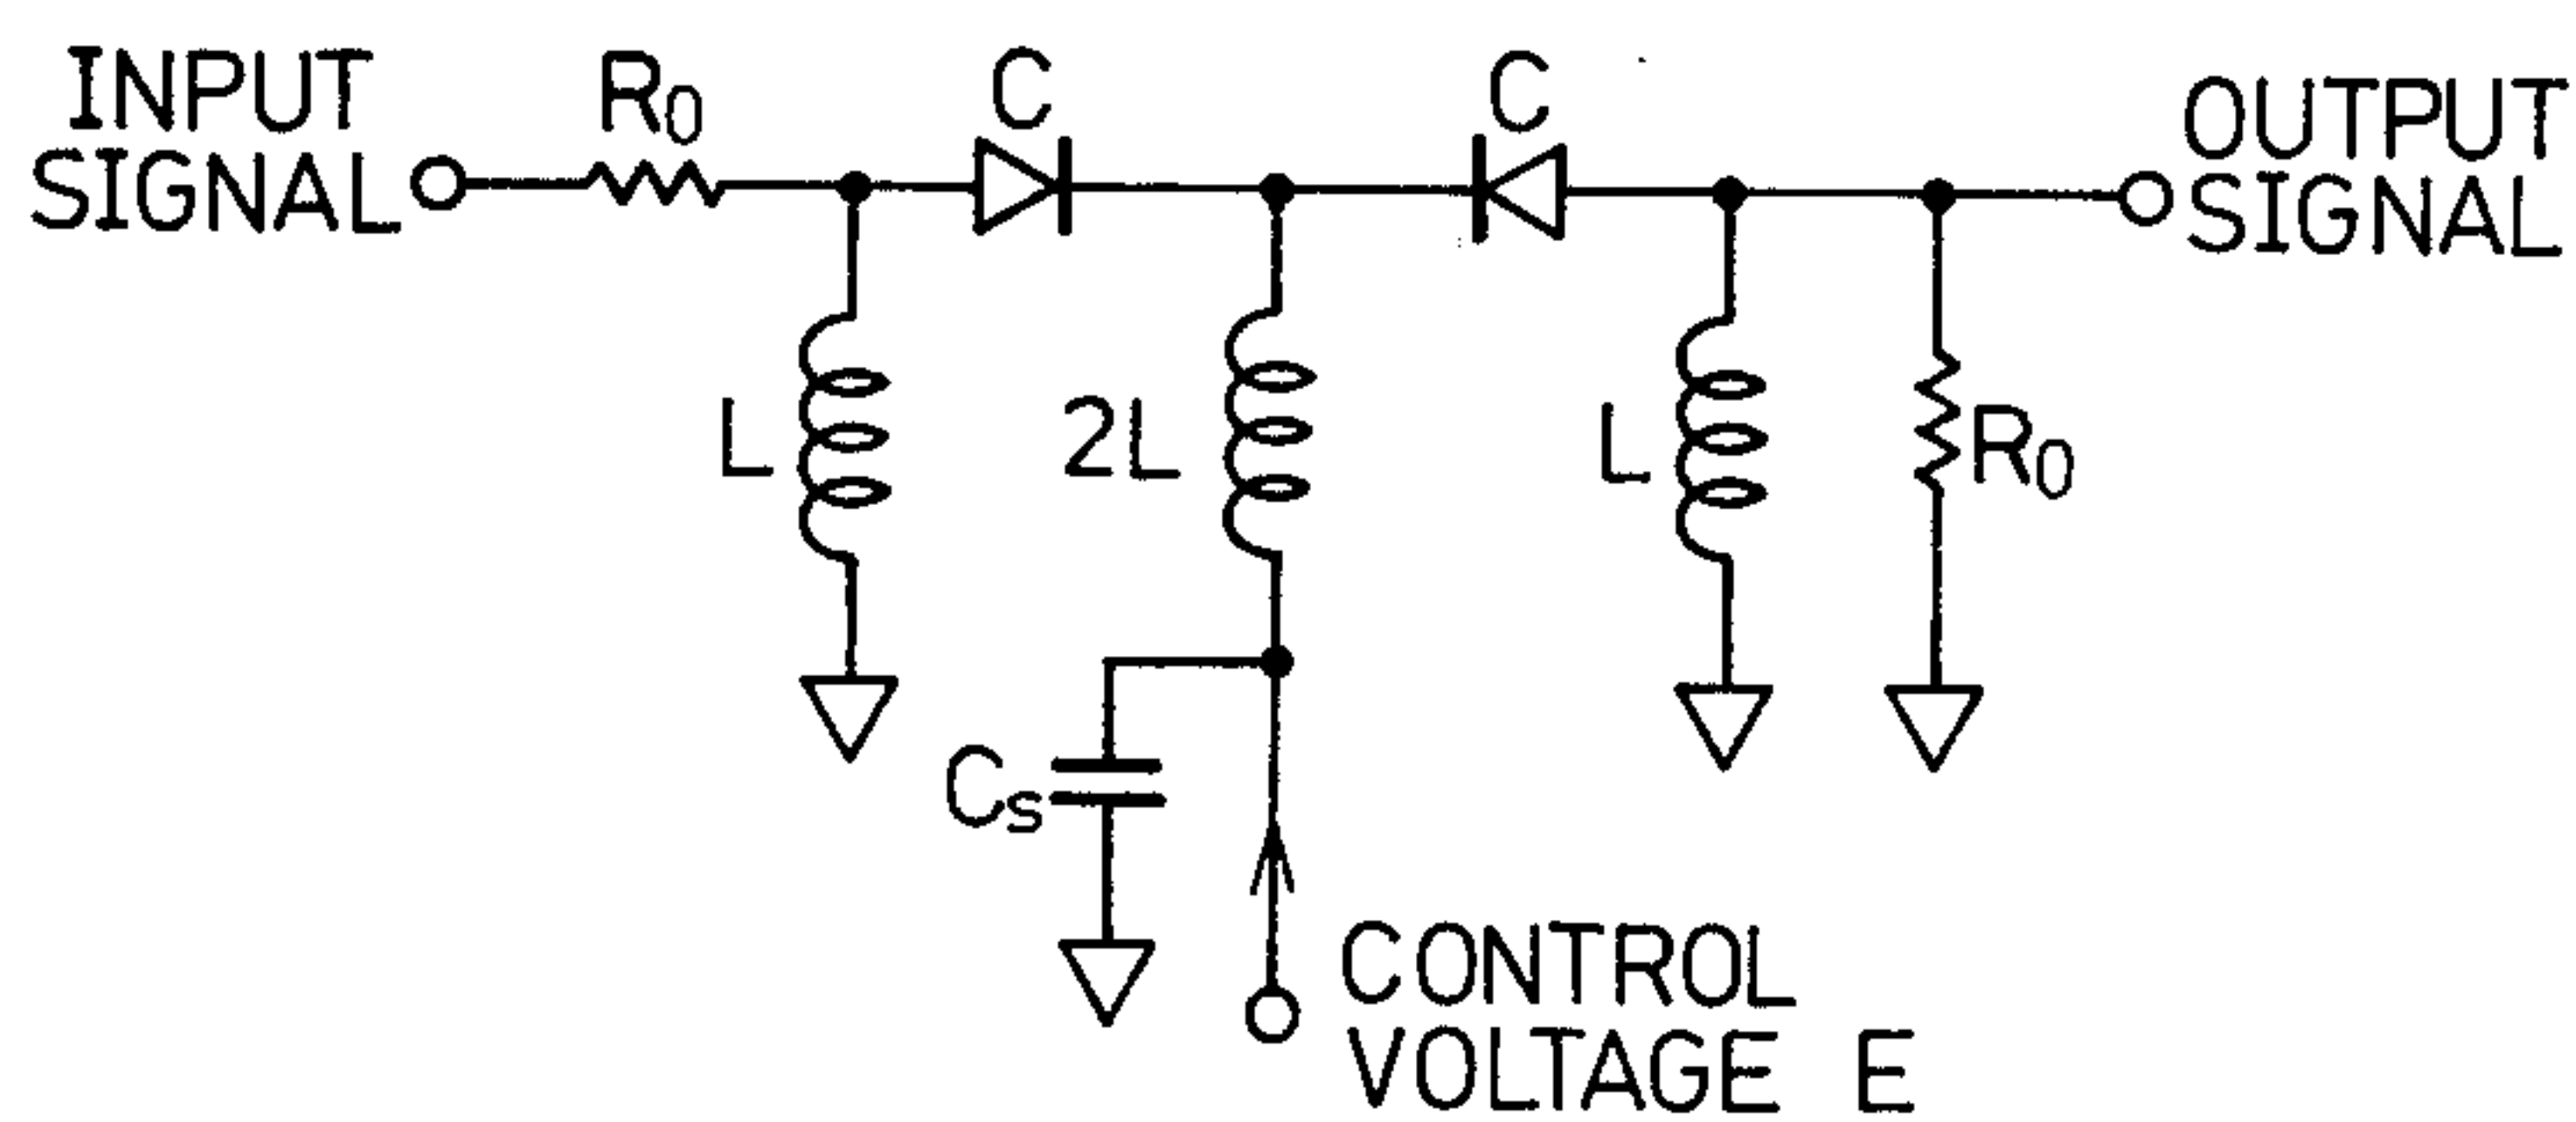 INPUT
SIGNAL
R0
C
C
OUTPUT
SIGNAL
L
2L
L
R0
Cs
CONTROL
VOLTAGE E